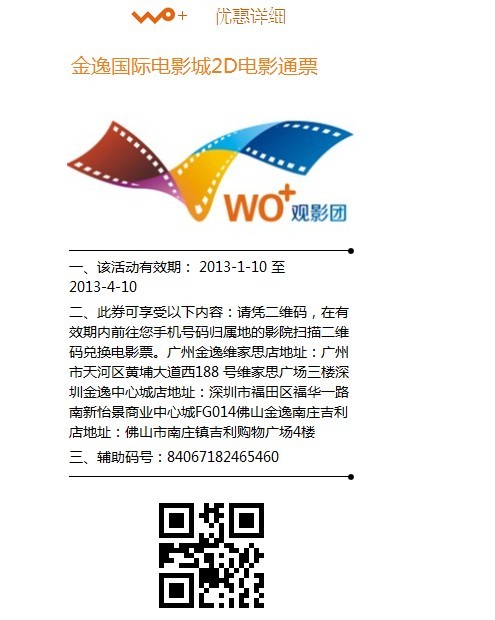 WO+ 优惠详细
金逸国际电影城2D电影通票
WO+ 观影团
一、该活动有效期： 2013-1-10 至
2013-4-10
二、此券可享受以下内容：请凭二维码，在有
效期内前往您手机号码归属地的影院扫描二维
码兑换电影票。广州金逸维家思店地址：广州
市天河区黄埔大道西188 号维家思广场三楼深
圳金逸中心城店地址：深圳市福田区福华一路
南新怡景商业中心城FG014佛山金逸南庄吉利
店地址：佛山市南庄镇吉利购物广场4楼
三、辅助码号：84067182465460